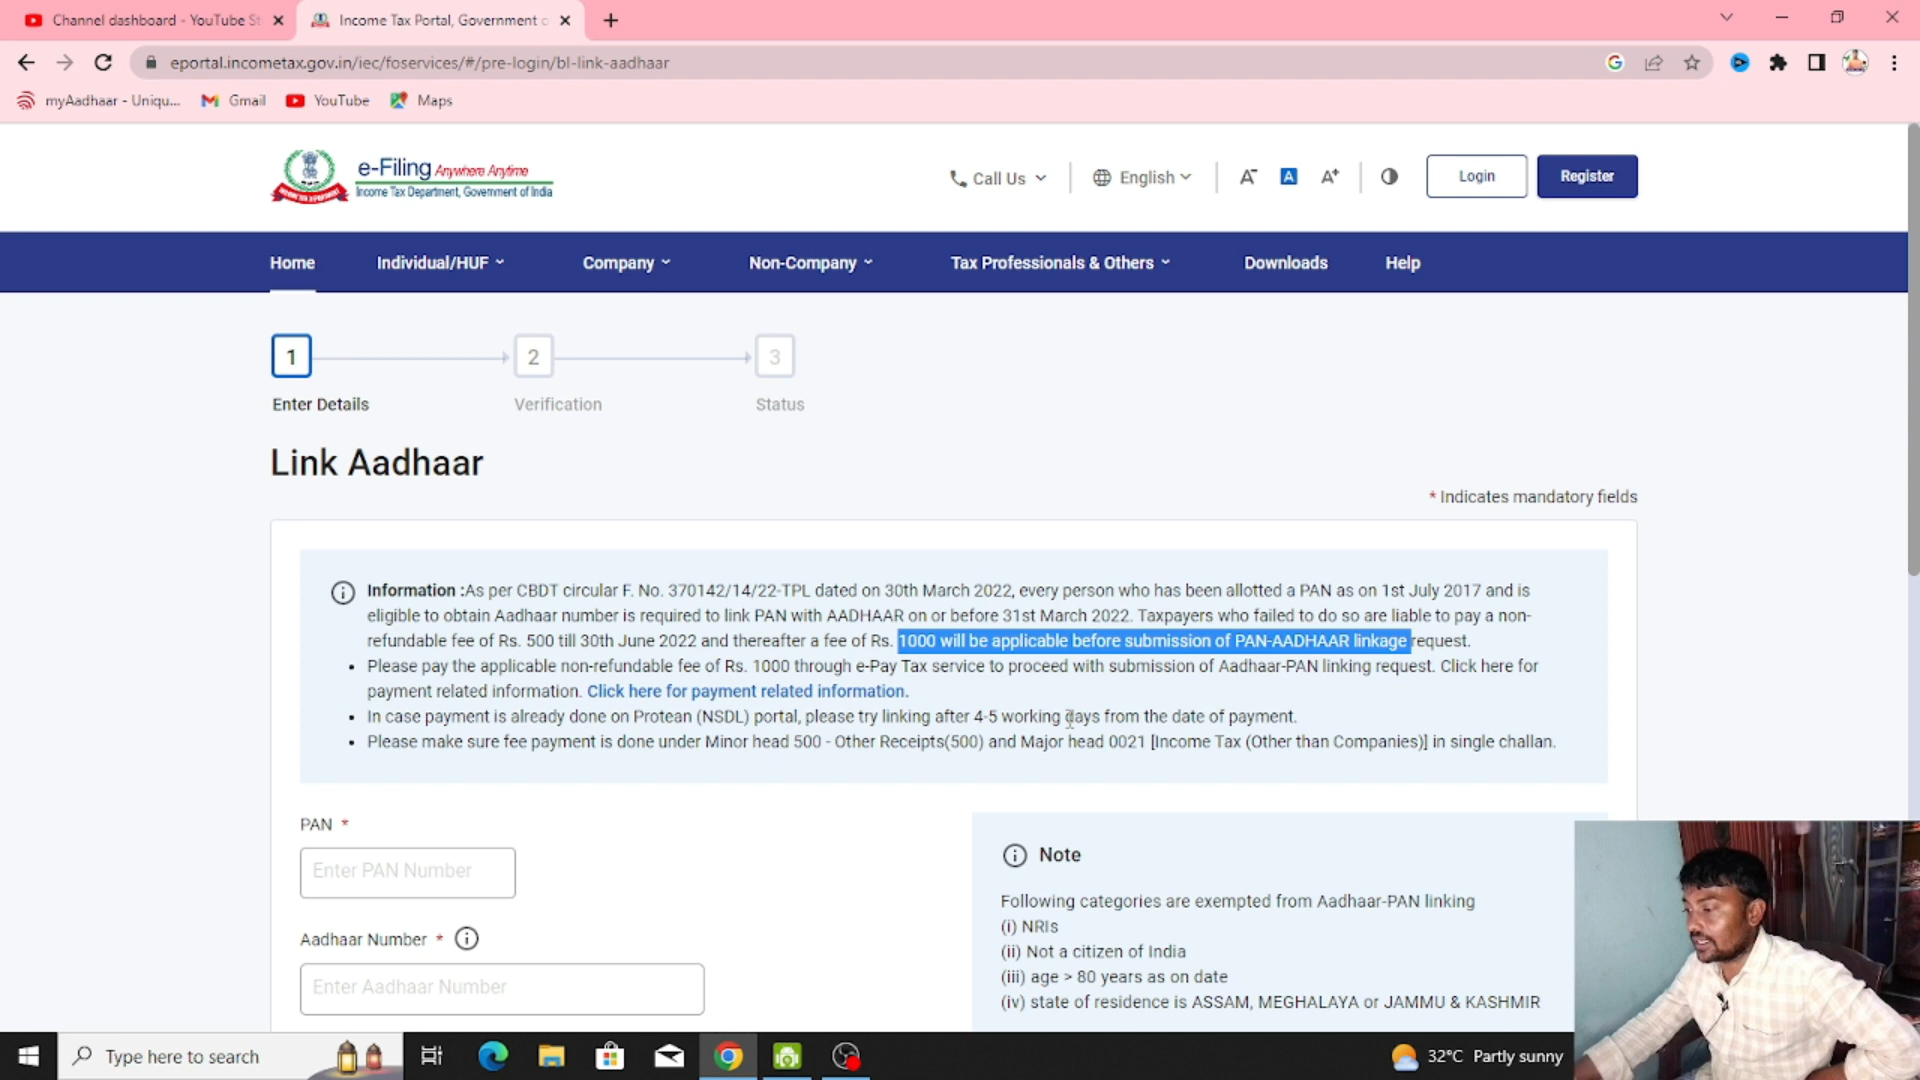 Channel dashboard - YouTube St
Income Tax Portal, Government o
eportal.incometax.gov.in/iec/foservices/#/pre-login/bl-link-aadhaar
myAadhaar - Uniqu...
Gmail
YouTube
Maps
e-Filing Anywhere Anytime
Income Tax Department, Government of India
Call Us
English
A-
A
A+
Login
Register
Home
Individual/HUF
Company
Non-Company
Tax Professionals & Others
Downloads
Help
1
2
3
Enter Details
Verification
Status
Link Aadhaar
* Indicates mandatory fields
Information :As per CBDT circular F. No. 370142/14/22-TPL dated on 30th March 2022, every person who has been allotted a PAN as on 1st July 2017 and is
eligible to obtain Aadhaar number is required to link PAN with AADHAAR on or before 31st March 2022. Taxpayers who failed to do so are liable to pay a non-
refundable fee of Rs. 500 till 30th June 2022 and thereafter a fee of Rs. 1000 will be applicable before submission of PAN-AADHAAR linkage request.
• Please pay the applicable non-refundable fee of Rs. 1000 through e-Pay Tax service to proceed with submission of Aadhaar-PAN linking request. Click here for
payment related information. Click here for payment related information.
• In case payment is already done on Protean (NSDL) portal, please try linking after 4-5 working days from the date of payment.
• Please make sure fee payment is done under Minor head 500 - Other Receipts(500) and Major head 0021 [Income Tax (Other than Companies)] in single challan.
PAN *
Enter PAN Number
Aadhaar Number *
Enter Aadhaar Number
Note
Following categories are exempted from Aadhaar-PAN linking
(i) NRIs
(ii) Not a citizen of India
(iii) age > 80 years as on date
(iv) state of residence is ASSAM, MEGHALAYA or JAMMU & KASHMIR
Type here to search
32°C Partly sunny